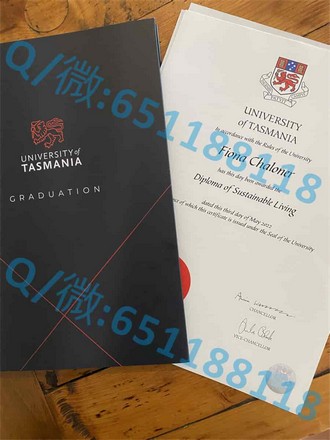 UNIVERSITY of
TASMANIA
GRADUATION
UNIVERSITY
OF TASMANIA
In accordance with the Rules of the University
Fiona Chaloner
has this day been awarded the
Diploma of Sustainable Living
dated this third day of May 2022
of which this certificate is issued under the Seal of the University
CHANCELLOR
VICE-CHANCELLOR
Q/微:651188118
Q/微:651188118